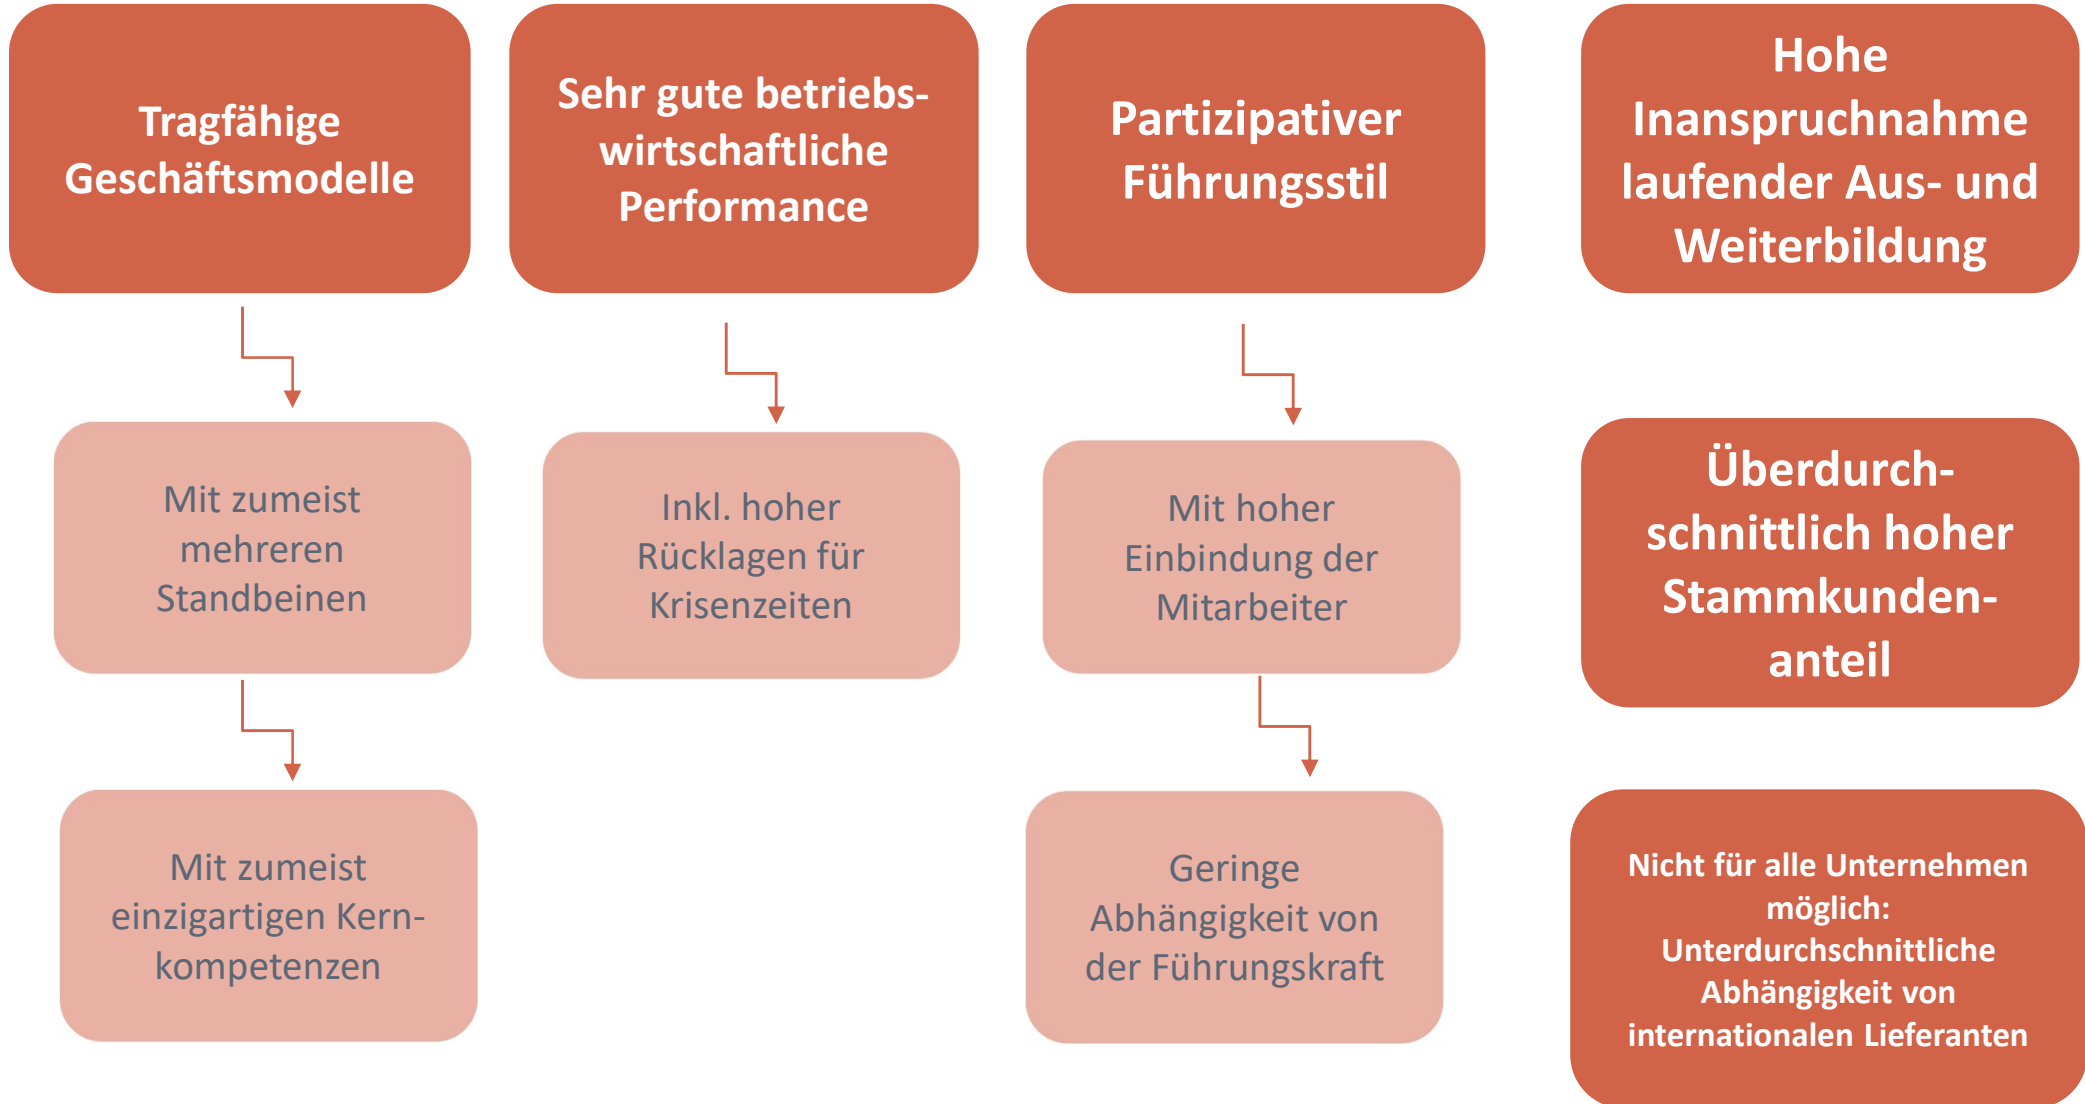 Tragfähige
Geschäftsmodelle
Mit zumeist
mehreren
Standbeinen
Mit zumeist
einzigartigen Kern-
kompetenzen
Sehr gute betriebs-
wirtschaftliche
Performance
Inkl. hoher
Rücklagen für
Krisenzeiten
Partizipativer
Führungsstil
Mit hoher
Einbindung der
Mitarbeiter
Geringe
Abhängigkeit von
der Führungskraft
Hohe
Inanspruchnahme
laufender Aus- und
Weiterbildung
Überdurch-
schnittlich hoher
Stammkunden-
anteil
Nicht für alle Unternehmen
möglich:
Unterdurchschnittliche
Abhängigkeit von
internationalen Lieferanten